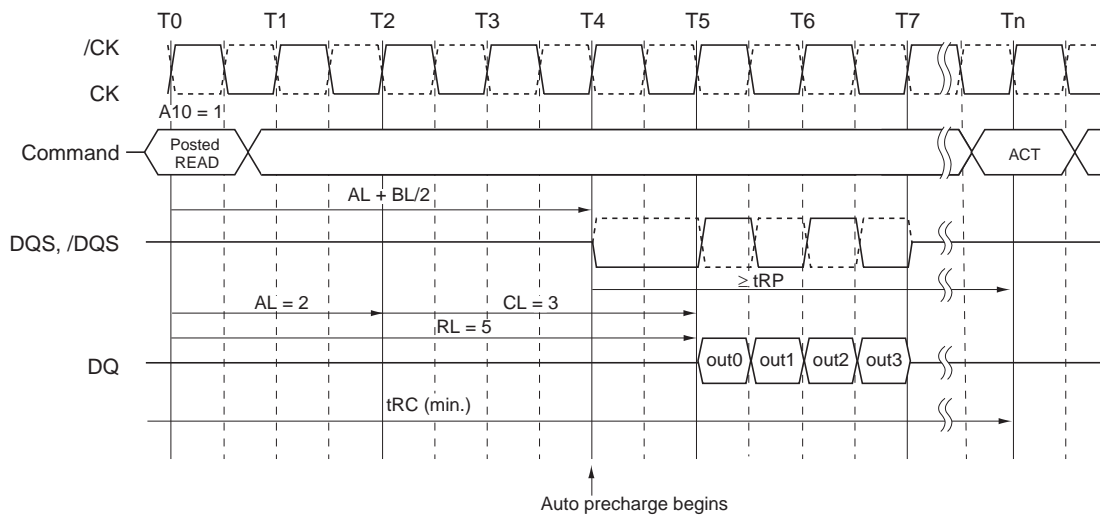 T0 T1 T2 T3 T4 T5 T6 T7 Tn
/CK
CK
A10 = 1
Command
Posted
READ
ACT
AL + BL/2
DQS, /DQS
≥ tRP
AL = 2
CL = 3
RL = 5
DQ
out0 out1 out2 out3
tRC (min.)
Auto precharge begins